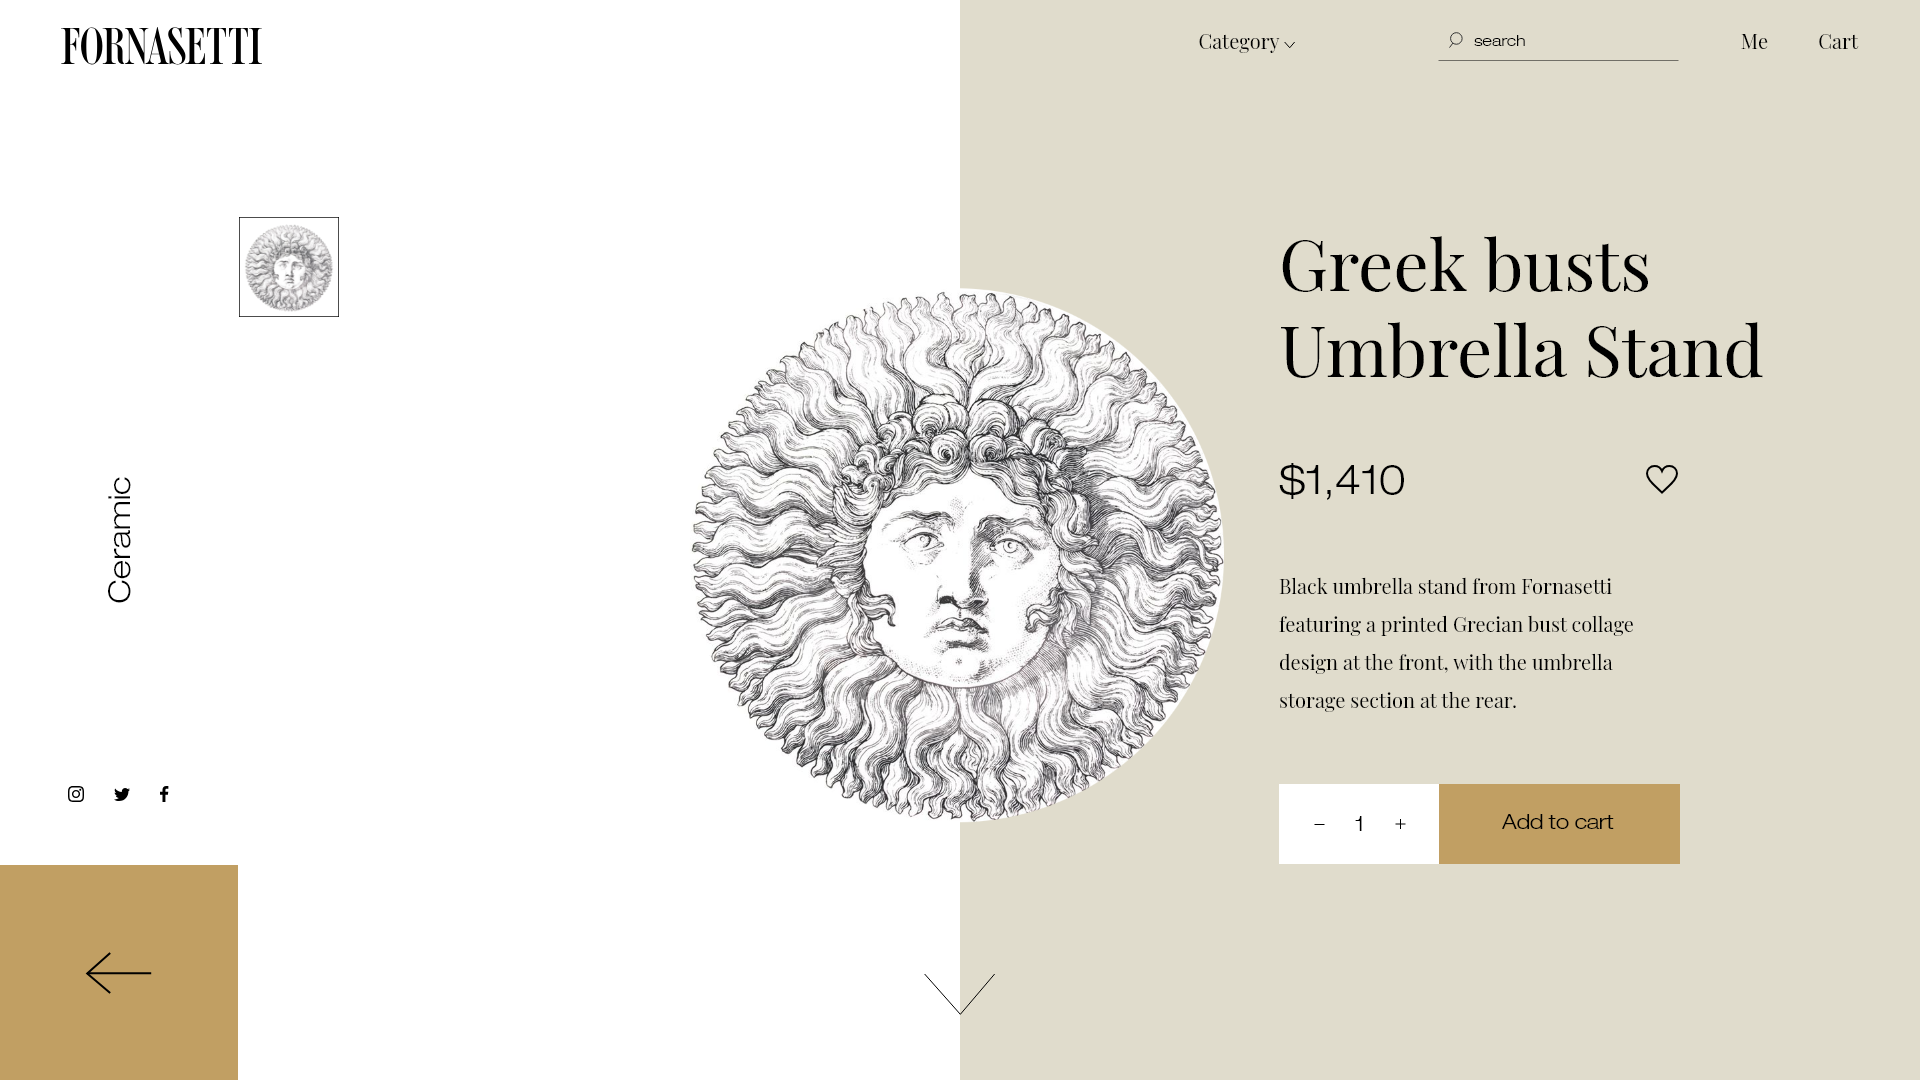 FORNASETTI
Category
search
Me
Cart
Ceramic
Greek busts
Umbrella Stand
$1,410
Black umbrella stand from Fornasetti
featuring a printed Grecian bust collage
design at the front, with the umbrella
storage section at the rear.
− 1 +
Add to cart